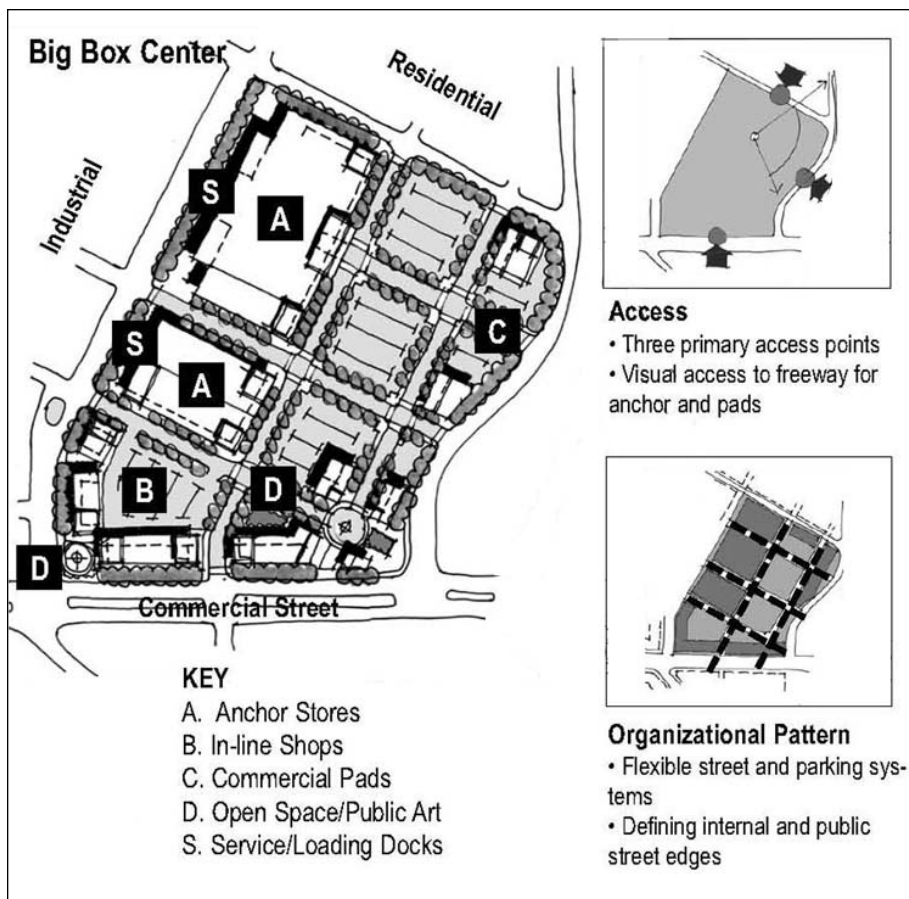 Big Box Center
Residential
Industrial
S
A
S
A
C
B
D
D
Commercial Street
KEY
A. Anchor Stores
B. In-line Shops
C. Commercial Pads
D. Open Space/Public Art
S. Service/Loading Docks
Access
• Three primary access points
• Visual access to freeway for
anchor and pads
Organizational Pattern
• Flexible street and parking sys-
tems
• Defining internal and public
street edges